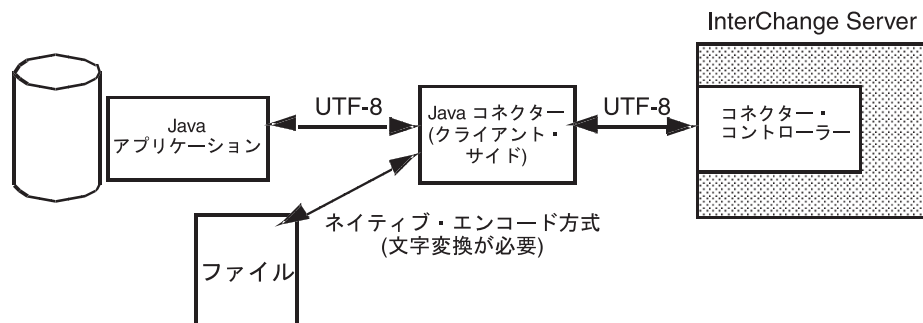 InterChange Server
Java
アプリケーション
UTF-8
Java コネクター
(クライアント・
サイド)
UTF-8
コネクター・
コントローラー
ネイティブ・エンコード方式
(文字変換が必要)
ファイル